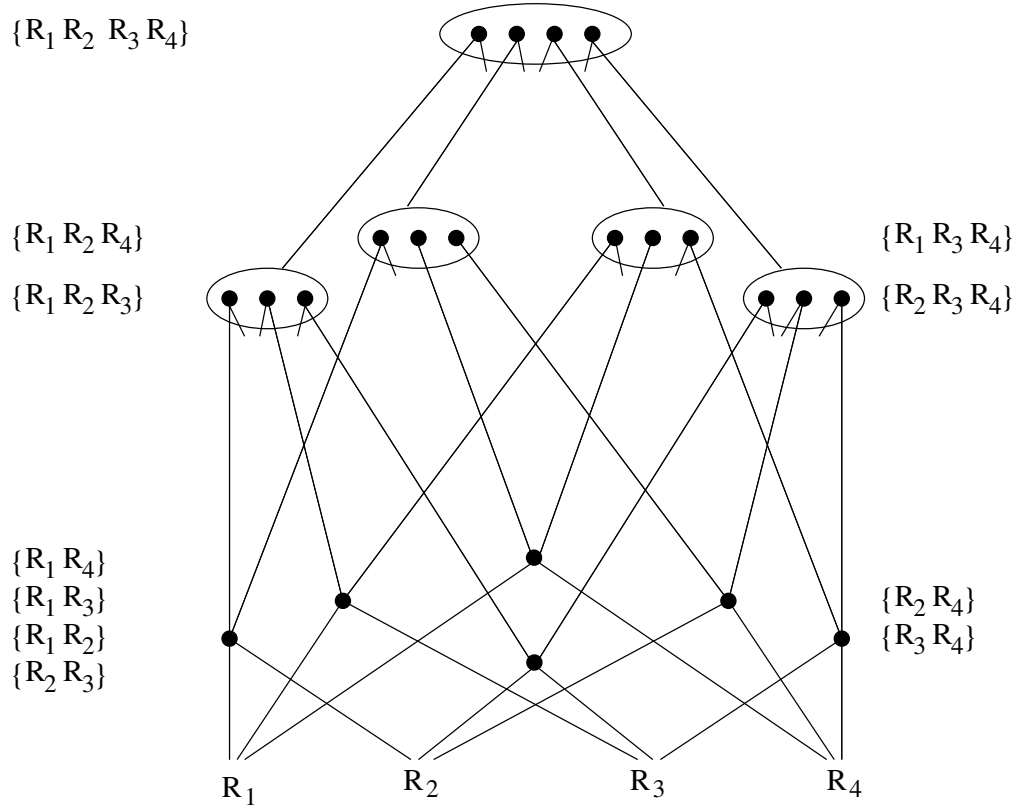 {R₁ R₂ R₃ R₄}
{R₁ R₂ R₄} {R₁ R₃ R₄}
{R₁ R₂ R₃} {R₂ R₃ R₄}
{R₁ R₄}
{R₁ R₃} {R₂ R₄}
{R₁ R₂} {R₃ R₄}
{R₂ R₃}
R₁ R₂ R₃ R₄